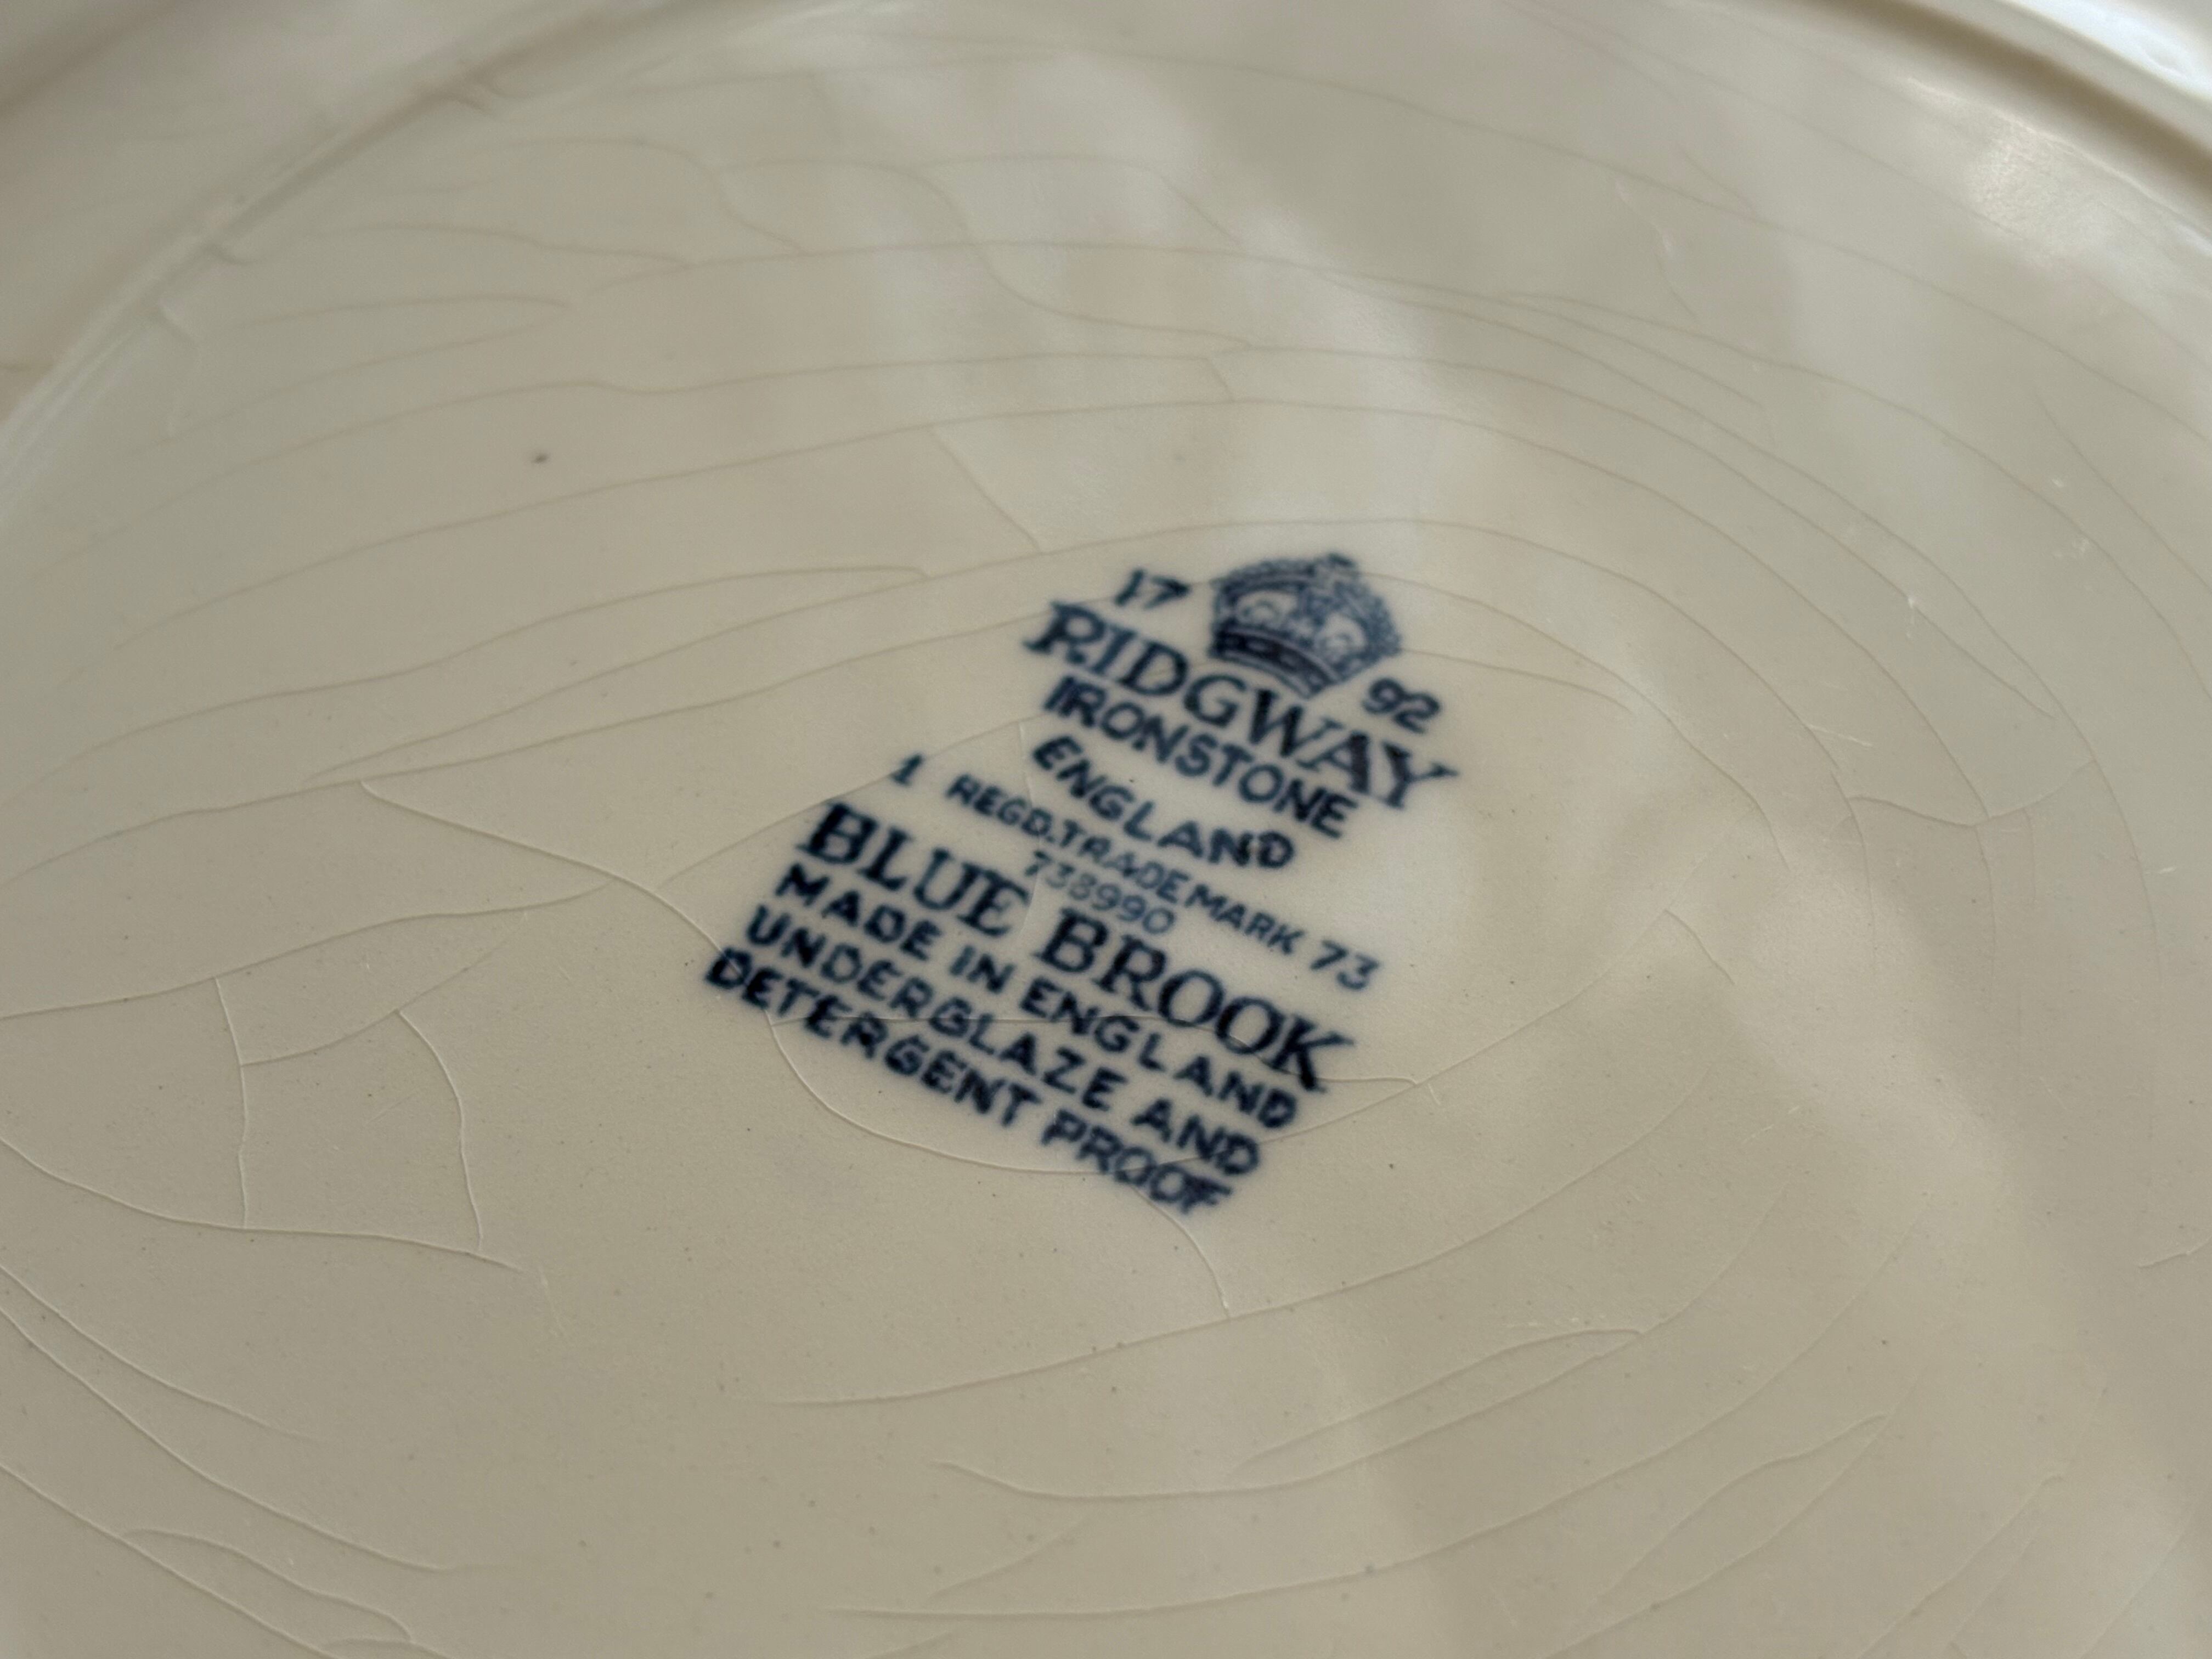 17 92
RIDGWAY
IRONSTONE
ENGLAND
1 REGD. TRADE MARK 73
738990
BLUE BROOK
MADE IN ENGLAND
UNDERGLAZE AND
DETERGENT PROOF